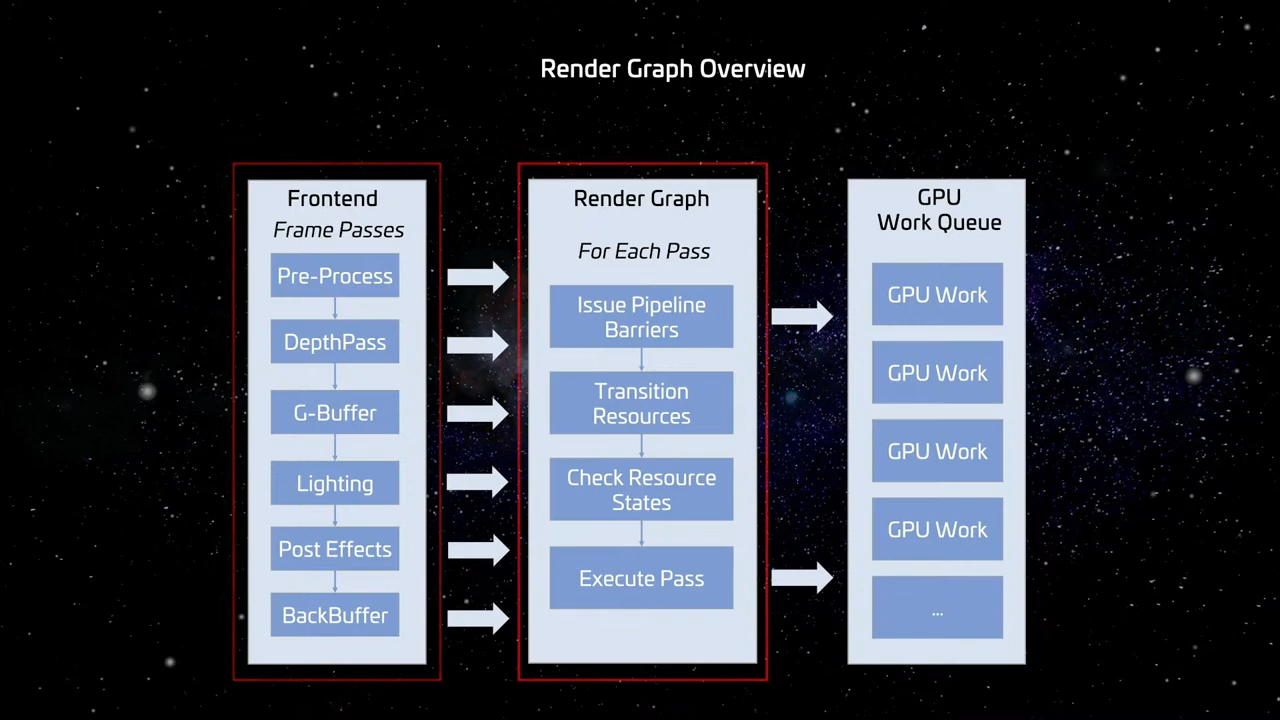 Render Graph Overview
Frontend
Frame Passes
Pre-Process
DepthPass
G-Buffer
Lighting
Post Effects
BackBuffer
Render Graph
For Each Pass
Issue Pipeline
Barriers
Transition
Resources
Check Resource
States
Execute Pass
GPU
Work Queue
GPU Work
GPU Work
GPU Work
GPU Work
...